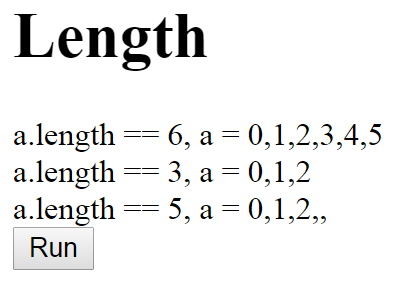 Length
a.length == 6, a = 0,1,2,3,4,5
a.length == 3, a = 0,1,2
a.length == 5, a = 0,1,2,,
Run